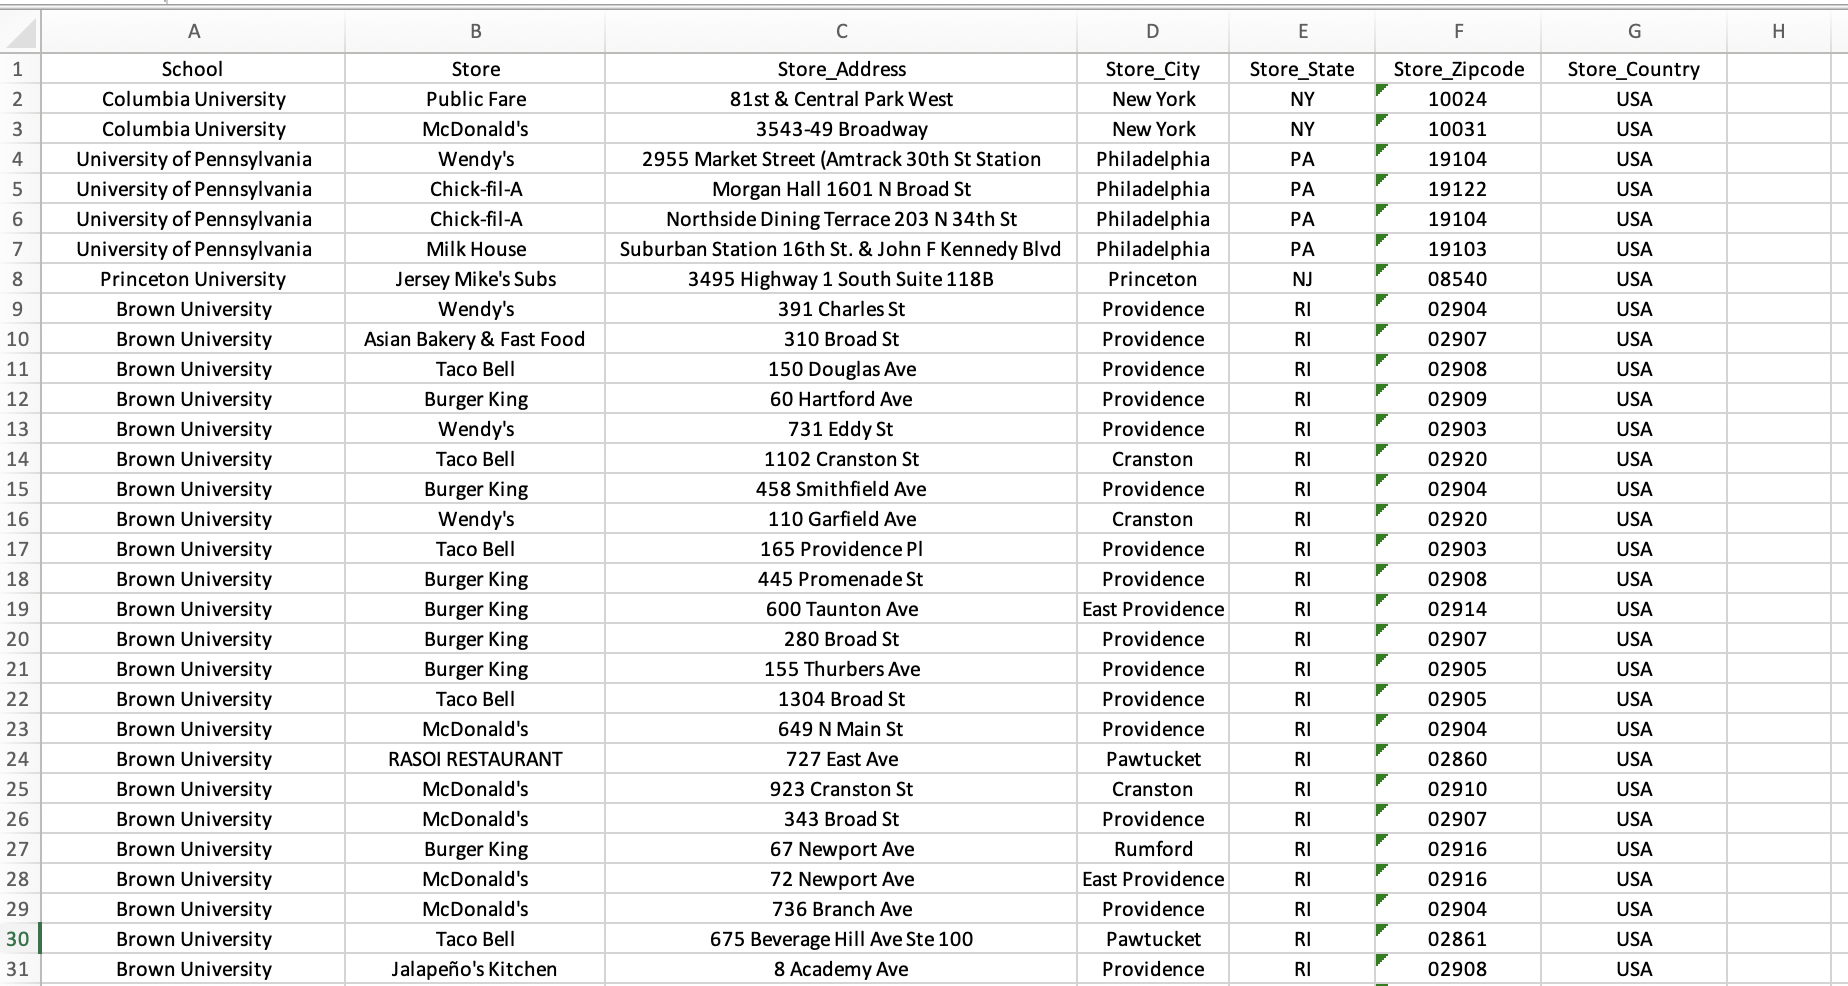 A B C D E F G H
1 School Store Store_Address Store_City Store_State Store_Zipcode Store_Country
2 Columbia University Public Fare 81st & Central Park West New York NY 10024 USA
3 Columbia University McDonald's 3543-49 Broadway New York NY 10031 USA
4 University of Pennsylvania Wendy's 2955 Market Street (Amtrack 30th St Station Philadelphia PA 19104 USA
5 University of Pennsylvania Chick-fil-A Morgan Hall 1601 N Broad St Philadelphia PA 19122 USA
6 University of Pennsylvania Chick-fil-A Northside Dining Terrace 203 N 34th St Philadelphia PA 19104 USA
7 University of Pennsylvania Milk House Suburban Station 16th St. & John F Kennedy Blvd Philadelphia PA 19103 USA
8 Princeton University Jersey Mike's Subs 3495 Highway 1 South Suite 118B Princeton NJ 08540 USA
9 Brown University Wendy's 391 Charles St Providence RI 02904 USA
10 Brown University Asian Bakery & Fast Food 310 Broad St Providence RI 02907 USA
11 Brown University Taco Bell 150 Douglas Ave Providence RI 02908 USA
12 Brown University Burger King 60 Hartford Ave Providence RI 02909 USA
13 Brown University Wendy's 731 Eddy St Providence RI 02903 USA
14 Brown University Taco Bell 1102 Cranston St Cranston RI 02920 USA
15 Brown University Burger King 458 Smithfield Ave Providence RI 02904 USA
16 Brown University Wendy's 110 Garfield Ave Cranston RI 02920 USA
17 Brown University Taco Bell 165 Providence Pl Providence RI 02903 USA
18 Brown University Burger King 445 Promenade St Providence RI 02908 USA
19 Brown University Burger King 600 Taunton Ave East Providence RI 02914 USA
20 Brown University Burger King 280 Broad St Providence RI 02907 USA
21 Brown University Burger King 155 Thurbers Ave Providence RI 02905 USA
22 Brown University Taco Bell 1304 Broad St Providence RI 02905 USA
23 Brown University McDonald's 649 N Main St Providence RI 02904 USA
24 Brown University RASOI RESTAURANT 727 East Ave Pawtucket RI 02860 USA
25 Brown University McDonald's 923 Cranston St Cranston RI 02910 USA
26 Brown University McDonald's 343 Broad St Providence RI 02907 USA
27 Brown University Burger King 67 Newport Ave Rumford RI 02916 USA
28 Brown University McDonald's 72 Newport Ave East Providence RI 02916 USA
29 Brown University McDonald's 736 Branch Ave Providence RI 02904 USA
30 Brown University Taco Bell 675 Beverage Hill Ave Ste 100 Pawtucket RI 02861 USA
31 Brown University Jalapeño's Kitchen 8 Academy Ave Providence RI 02908 USA